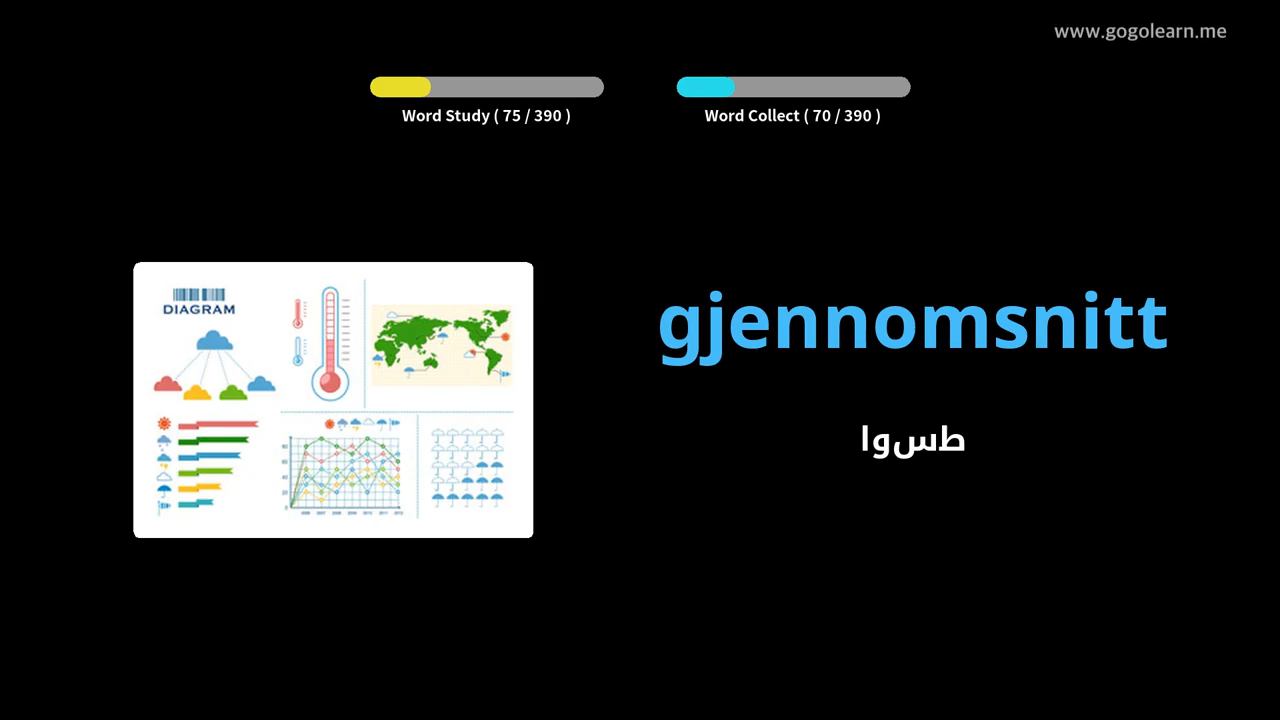 www.gogolearn.me
Word Study ( 75 / 390 )
Word Collect ( 70 / 390 )
DIAGRAM
gjennomsnitt
طسوا